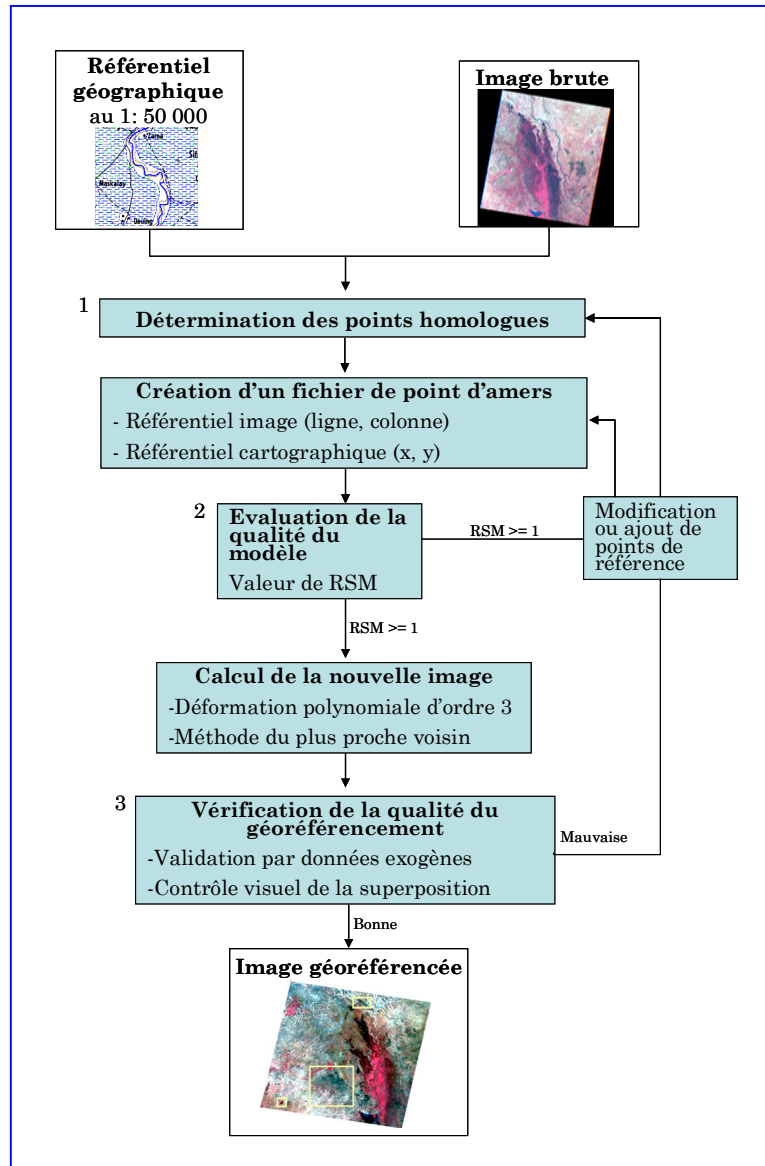 Référentiel
géographique
au 1: 50 000
Zama
Maskalay
Douing
Image brute
1
Détermination des points homologues
Création d'un fichier de point d'amers
- Référentiel image (ligne, colonne)
- Référentiel cartographique (x, y)
2
Evaluation de la
qualité du
modèle
Valeur de RSM
RSM >= 1
Modification
ou ajout de
points de
référence
RSM >= 1
Calcul de la nouvelle image
-Déformation polynomiale d'ordre 3
-Méthode du plus proche voisin
3
Vérification de la qualité du
géoréférencement
-Validation par données exogènes
-Contrôle visuel de la superposition
Mauvaise
Bonne
Image géoréférencée